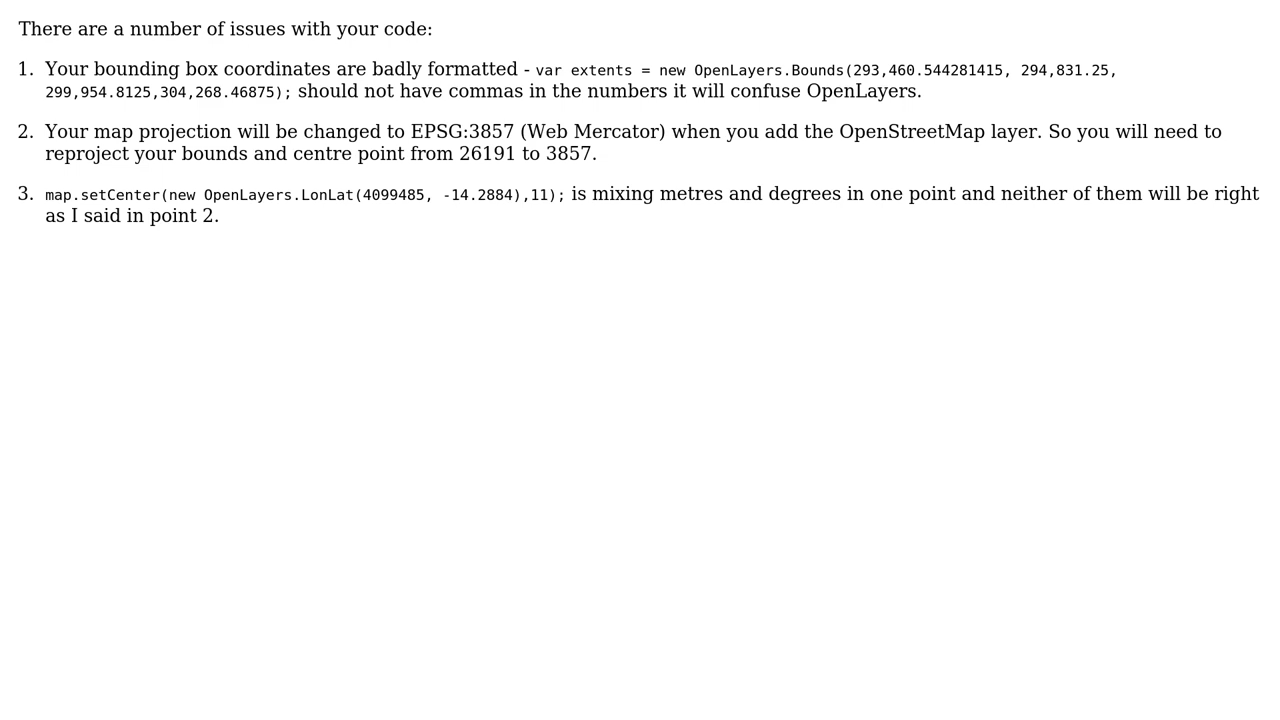 There are a number of issues with your code:
1. Your bounding box coordinates are badly formatted - var extents = new OpenLayers.Bounds(293,460.544281415, 294,831.25,
299,954.8125,304,268.46875); should not have commas in the numbers it will confuse OpenLayers.
2. Your map projection will be changed to EPSG:3857 (Web Mercator) when you add the OpenStreetMap layer. So you will need to
reproject your bounds and centre point from 26191 to 3857.
3. map.setCenter(new OpenLayers.LonLat(4099485, -14.2884),11); is mixing metres and degrees in one point and neither of them will be right
as I said in point 2.